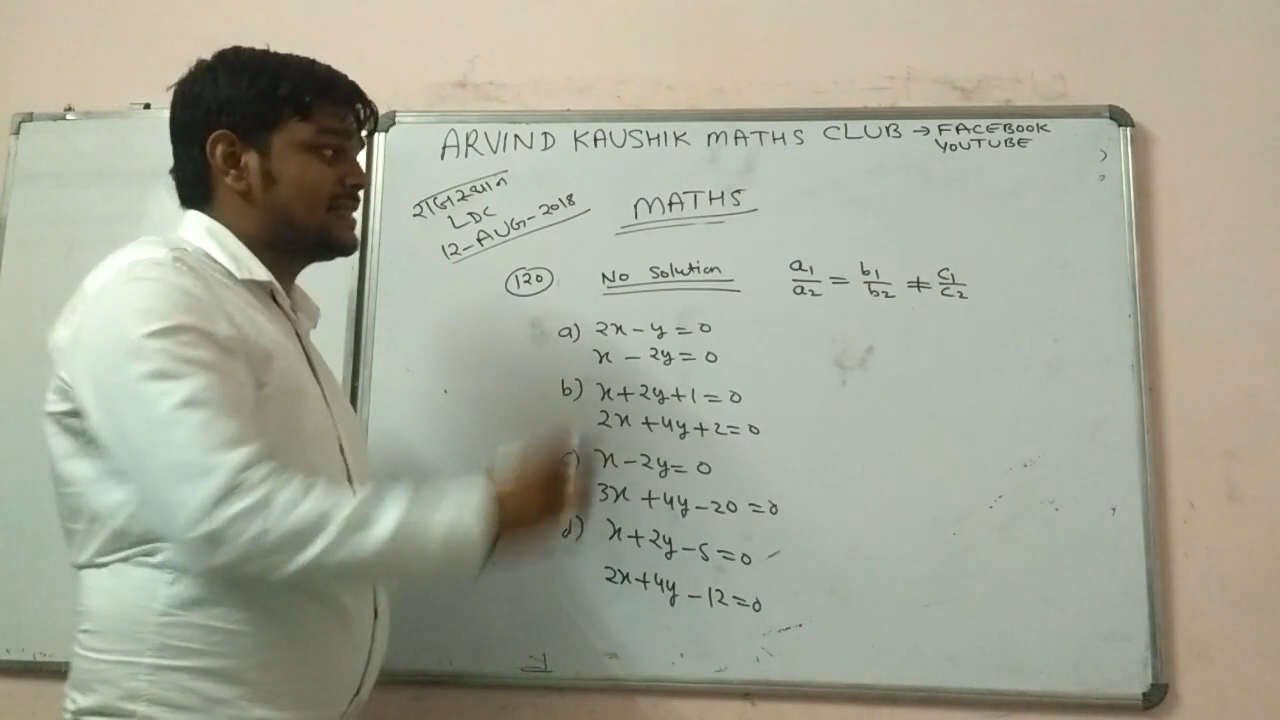 ARVIND KAUSHIK MATHS CLUB → FACEBOOK
YOUTUBE
राजस्थान
LDC
12-AUG-2018
MATHS
120 No Solution a1/a2 = b1/b2 ≠ c1/c2
a) 2x - y = 0
x - 2y = 0
b) x + 2y + 1 = 0
2x + 4y + 2 = 0
c) x - 2y = 0
3x + 4y - 20 = 0
d) x + 2y - 5 = 0
2x + 4y - 12 = 0